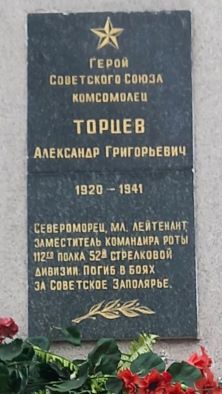 ГЕРОЙ
СОВЕТСКОГО СОЮЗА
КОМСОМОЛЕЦ
ТОРЦЕВ
АЛЕКСАНДР ГРИГОРЬЕВИЧ
1920 – 1941
СЕВЕРОМОРЕЦ, МЛ. ЛЕЙТЕНАНТ
ЗАМЕСТИТЕЛЬ КОМАНДИРА РОТЫ
112го ПОЛКА 52й СТРЕЛКОВОЙ
ДИВИЗИИ. ПОГИБ В БОЯХ
ЗА СОВЕТСКОЕ ЗАПОЛЯРЬЕ.